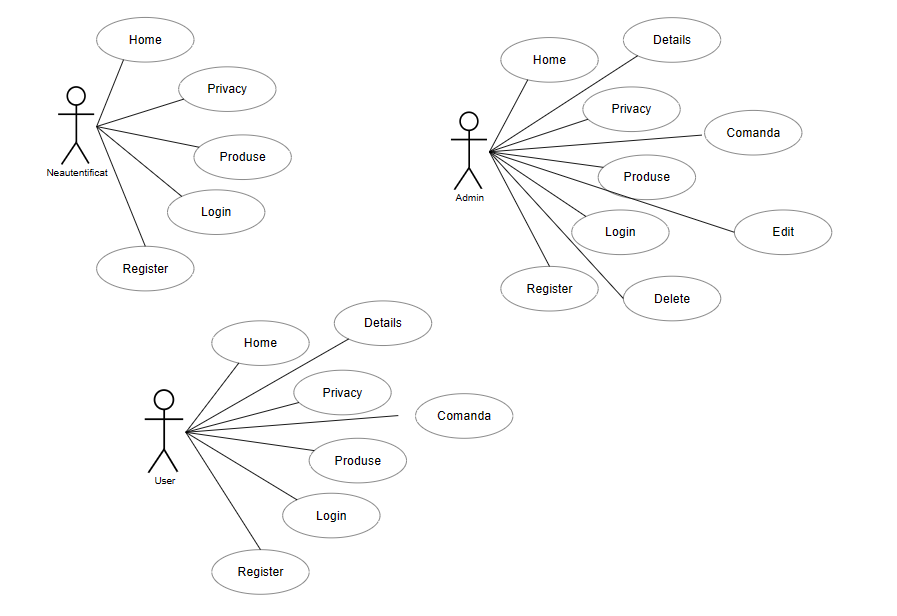 Home
Privacy
Neautentificat
Produse
Login
Register
Details
Home
Privacy
Comanda
Admin
Produse
Login
Edit
Register
Delete
Details
Home
Privacy
Comanda
User
Produse
Login
Register